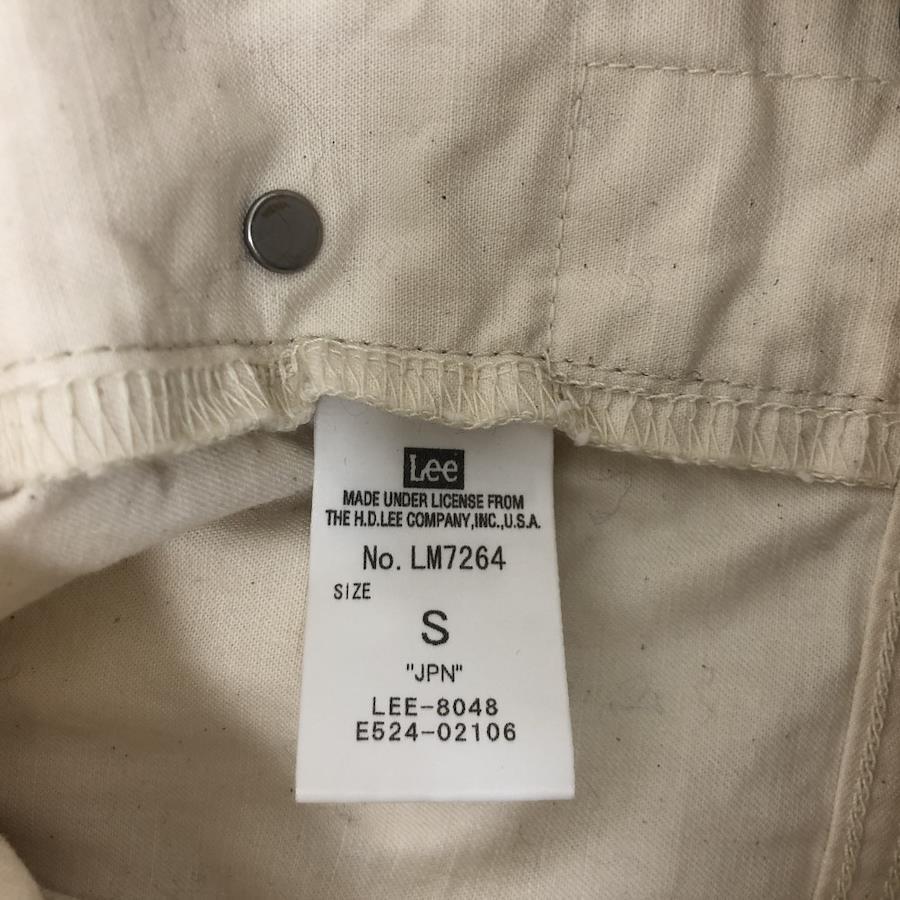 Lee
MADE UNDER LICENSE FROM
THE H.D.LEE COMPANY,INC.,U.S.A.
No. LM7264
SIZE
S
"JPN"
LEE-8048
E524-02106